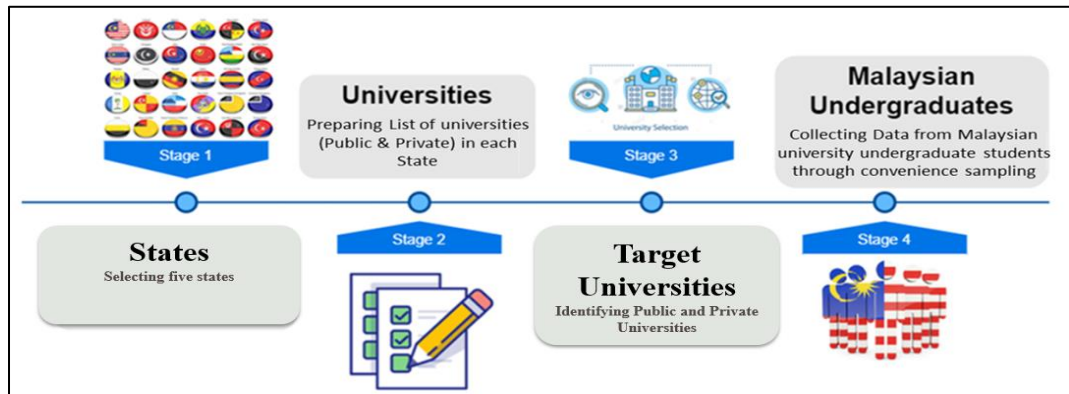 Stage 1
States
Selecting five states
Universities
Preparing List of universities
(Public & Private) in each
State
Stage 2
University Selection
Stage 3
Target
Universities
Identifying Public and Private
Universities
Malaysian
Undergraduates
Collecting Data from Malaysian
university undergraduate students
through convenience sampling
Stage 4